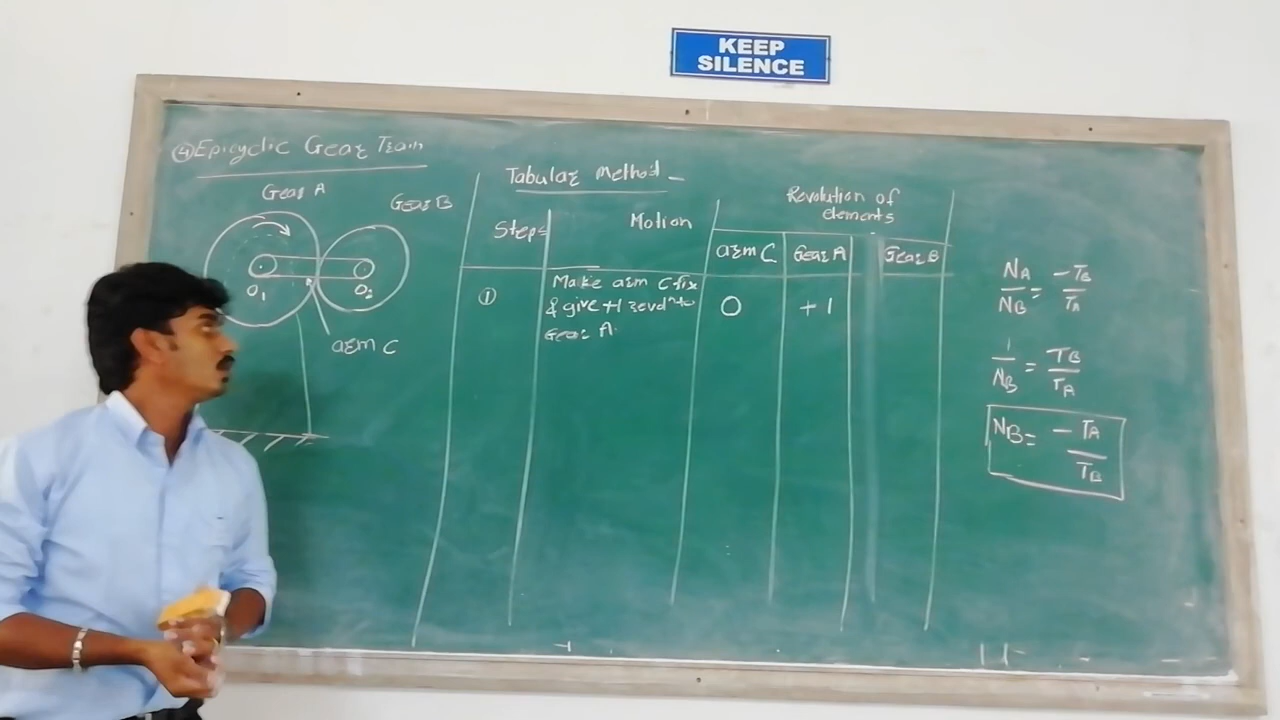 KEEP
SILENCE
④ Epicyclic Gear Train
Gear A
Gear B
O1
O2
arm C
Tabular Method -
Steps
Motion
Revolution of
elements
arm C
Gear A
Gear B
①
Make arm C fix
& give +1 revolⁿ to
Gear A.
0
+1
NA/NB = -TB/TA
1/NB = TB/TA
NB = -TA/TB